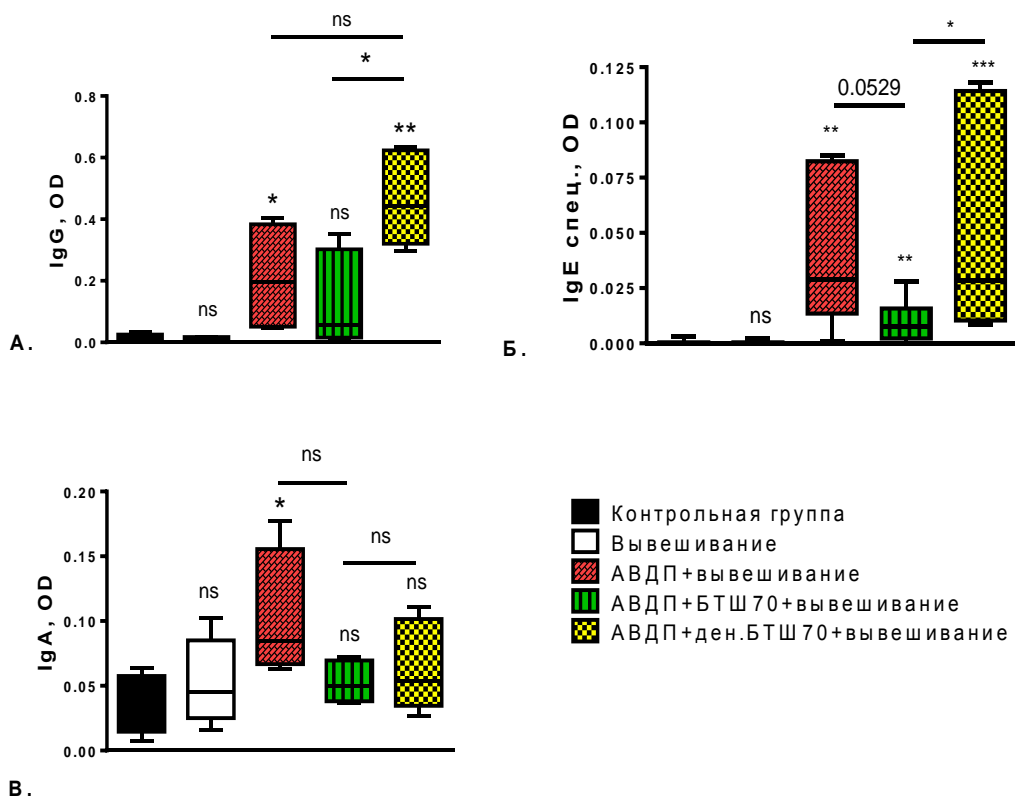 ns
*
0.8
0.6
0.4
0.2
0.0
IgG, OD
ns
*
ns
**
А.
*
0.0529
0.125
0.100
0.075
0.050
0.025
0.000
IgE спец., OD
ns
**
**
***
Б.
ns
ns
0.20
0.15
0.10
0.05
0.00
IgA, OD
ns
*
ns
ns
В.
Контрольная группа
Вывешивание
АВДП+вывешивание
АВДП+БТШ70+вывешивание
АВДП+ден.БТШ70+вывешивание